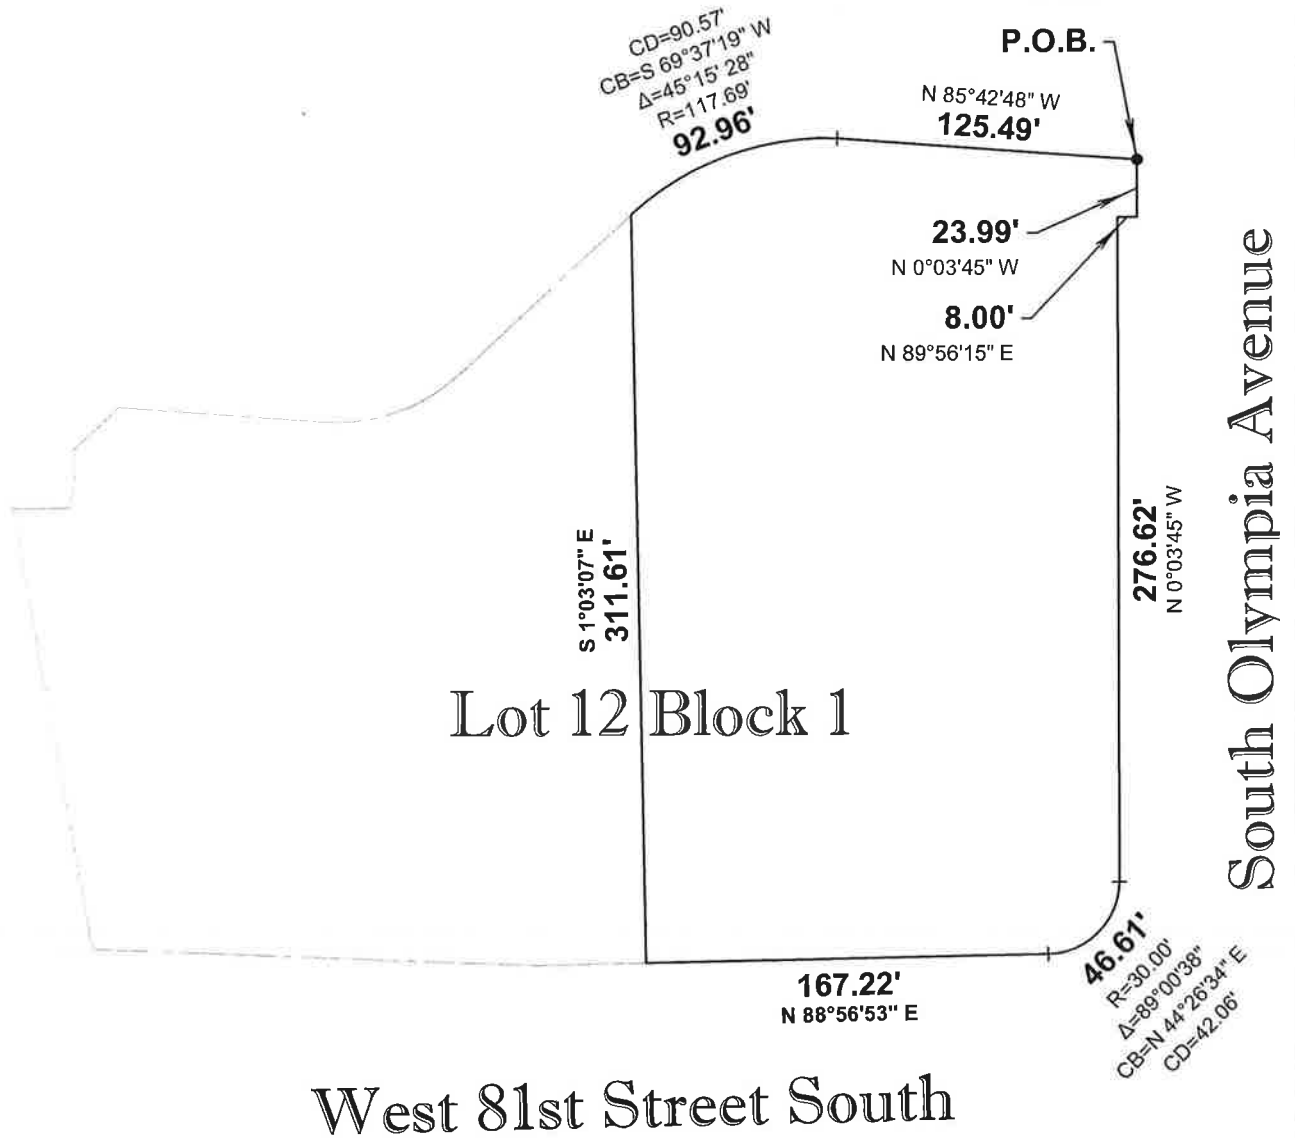 CD=90.57'
CB=S 69°37'19" W
Δ=45°15' 28"
R=117.69'
92.96'
P.O.B.
N 85°42'48" W
125.49'
23.99'
N 0°03'45" W
8.00'
N 89°56'15" E
South Olympia Avenue
276.62'
N 0°03'45" W
S 1°03'07" E
311.61'
Lot 12 Block 1
46.61'
R=30.00'
Δ=89°00'38"
CB=N 44°26'34" E
CD=42.06'
167.22'
N 88°56'53" E
West 81st Street South